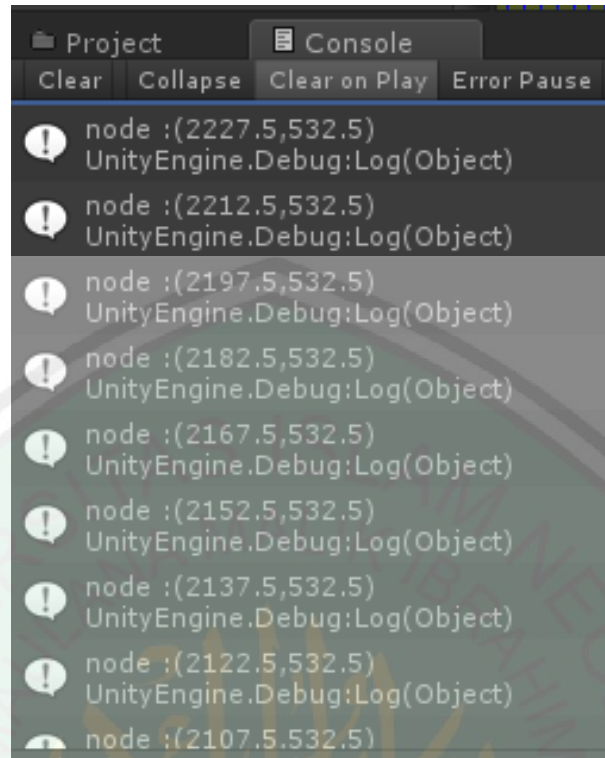 Project Console
Clear Collapse Clear on Play Error Pause
node :(2227.5,532.5)
UnityEngine.Debug:Log(Object)
node :(2212.5,532.5)
UnityEngine.Debug:Log(Object)
node :(2197.5,532.5)
UnityEngine.Debug:Log(Object)
node :(2182.5,532.5)
UnityEngine.Debug:Log(Object)
node :(2167.5,532.5)
UnityEngine.Debug:Log(Object)
node :(2152.5,532.5)
UnityEngine.Debug:Log(Object)
node :(2137.5,532.5)
UnityEngine.Debug:Log(Object)
node :(2122.5,532.5)
UnityEngine.Debug:Log(Object)
node :(2107.5,532.5)